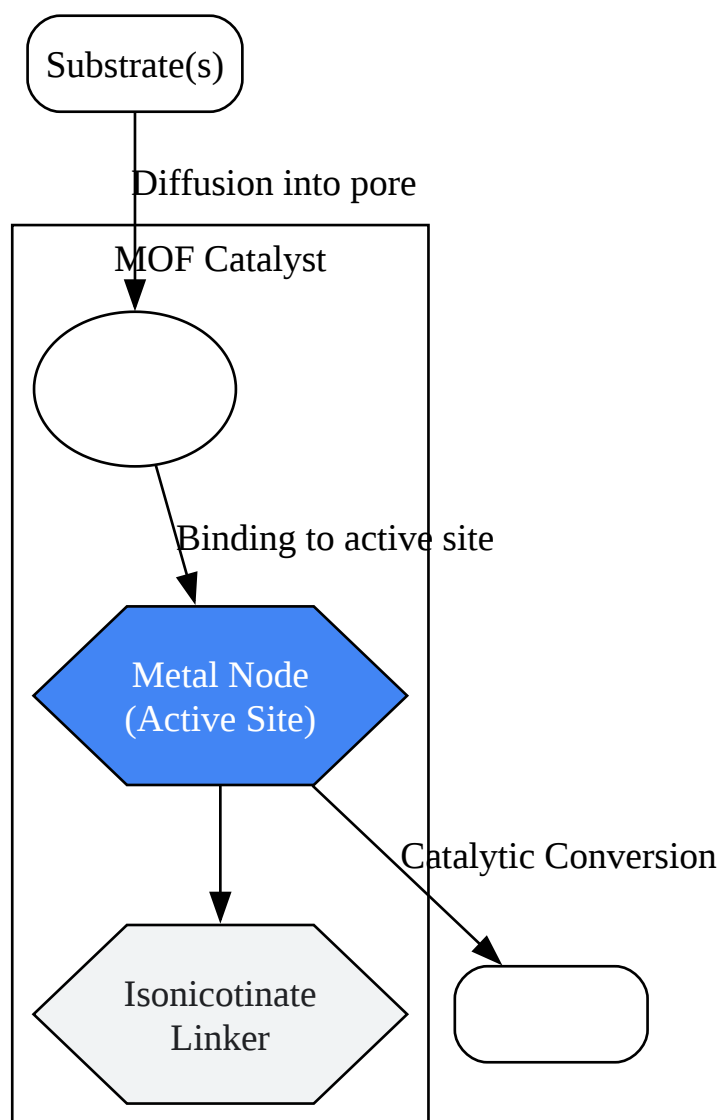 Substrate(s)
Diffusion into pore
MOF Catalyst
Binding to active site
Metal Node
(Active Site)
Catalytic Conversion
Isonicotinate
Linker